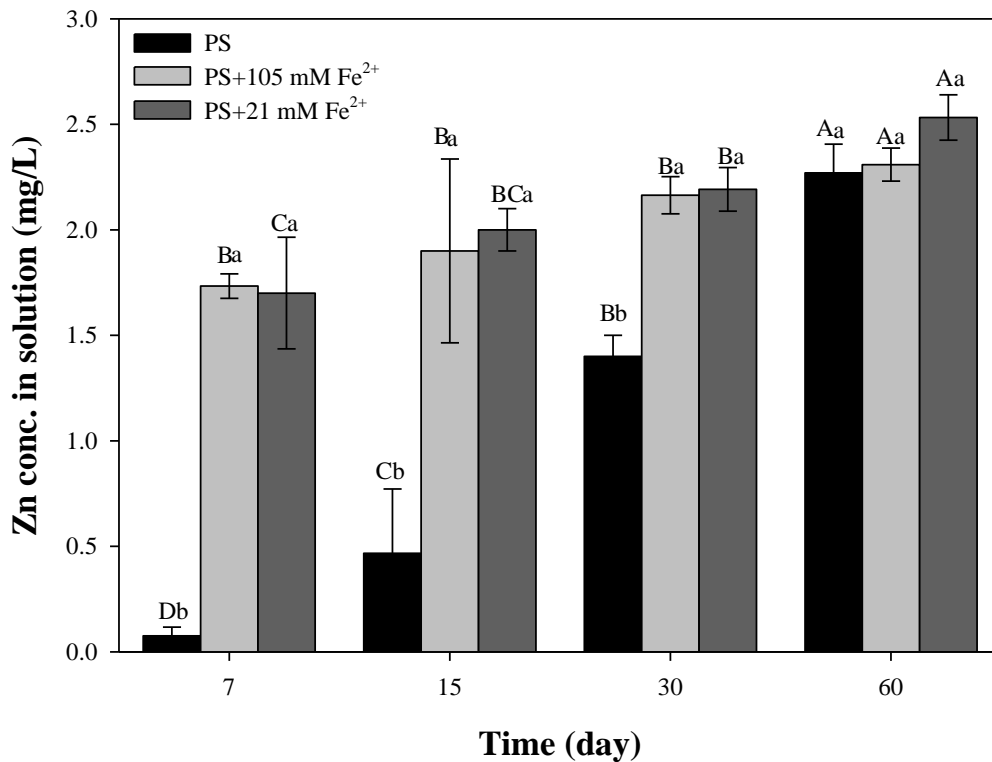 3.0
2.5
2.0
1.5
1.0
0.5
0.0
Zn conc. in solution (mg/L)
PS
PS+105 mM Fe²⁺
PS+21 mM Fe²⁺
Db
Ba
Ca
Cb
Ba
BCa
Bb
Ba
Ba
Aa
Aa
Aa
7
15
30
60
Time (day)